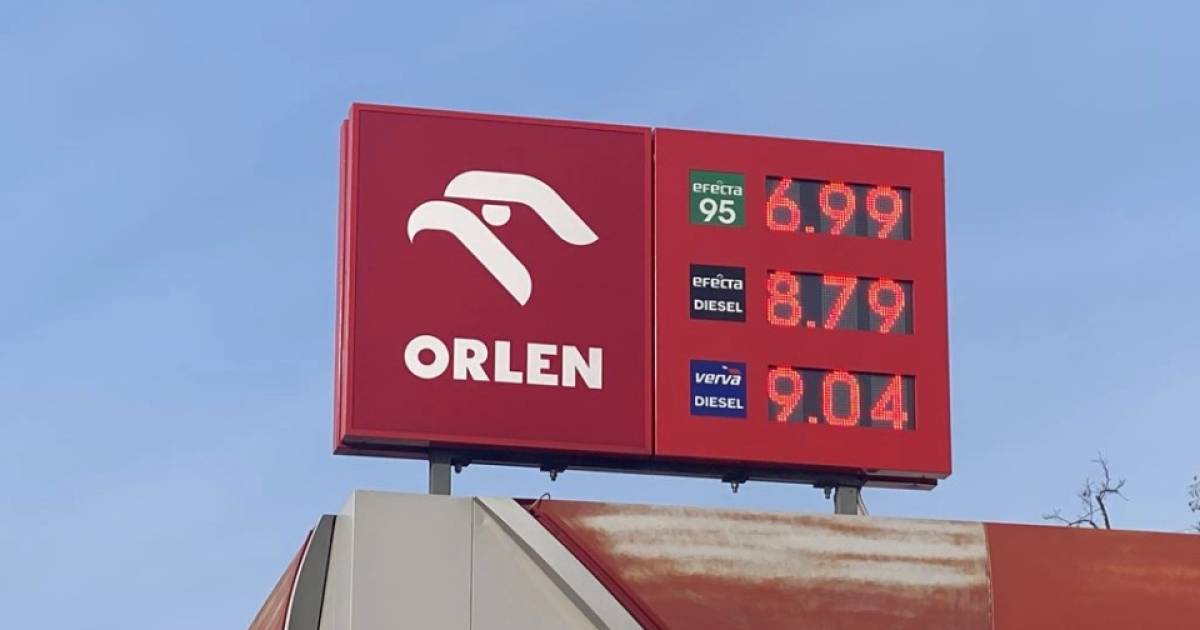 ORLEN
efecta
95
6.99
efecta
DIESEL
8.79
verva
DIESEL
9.04